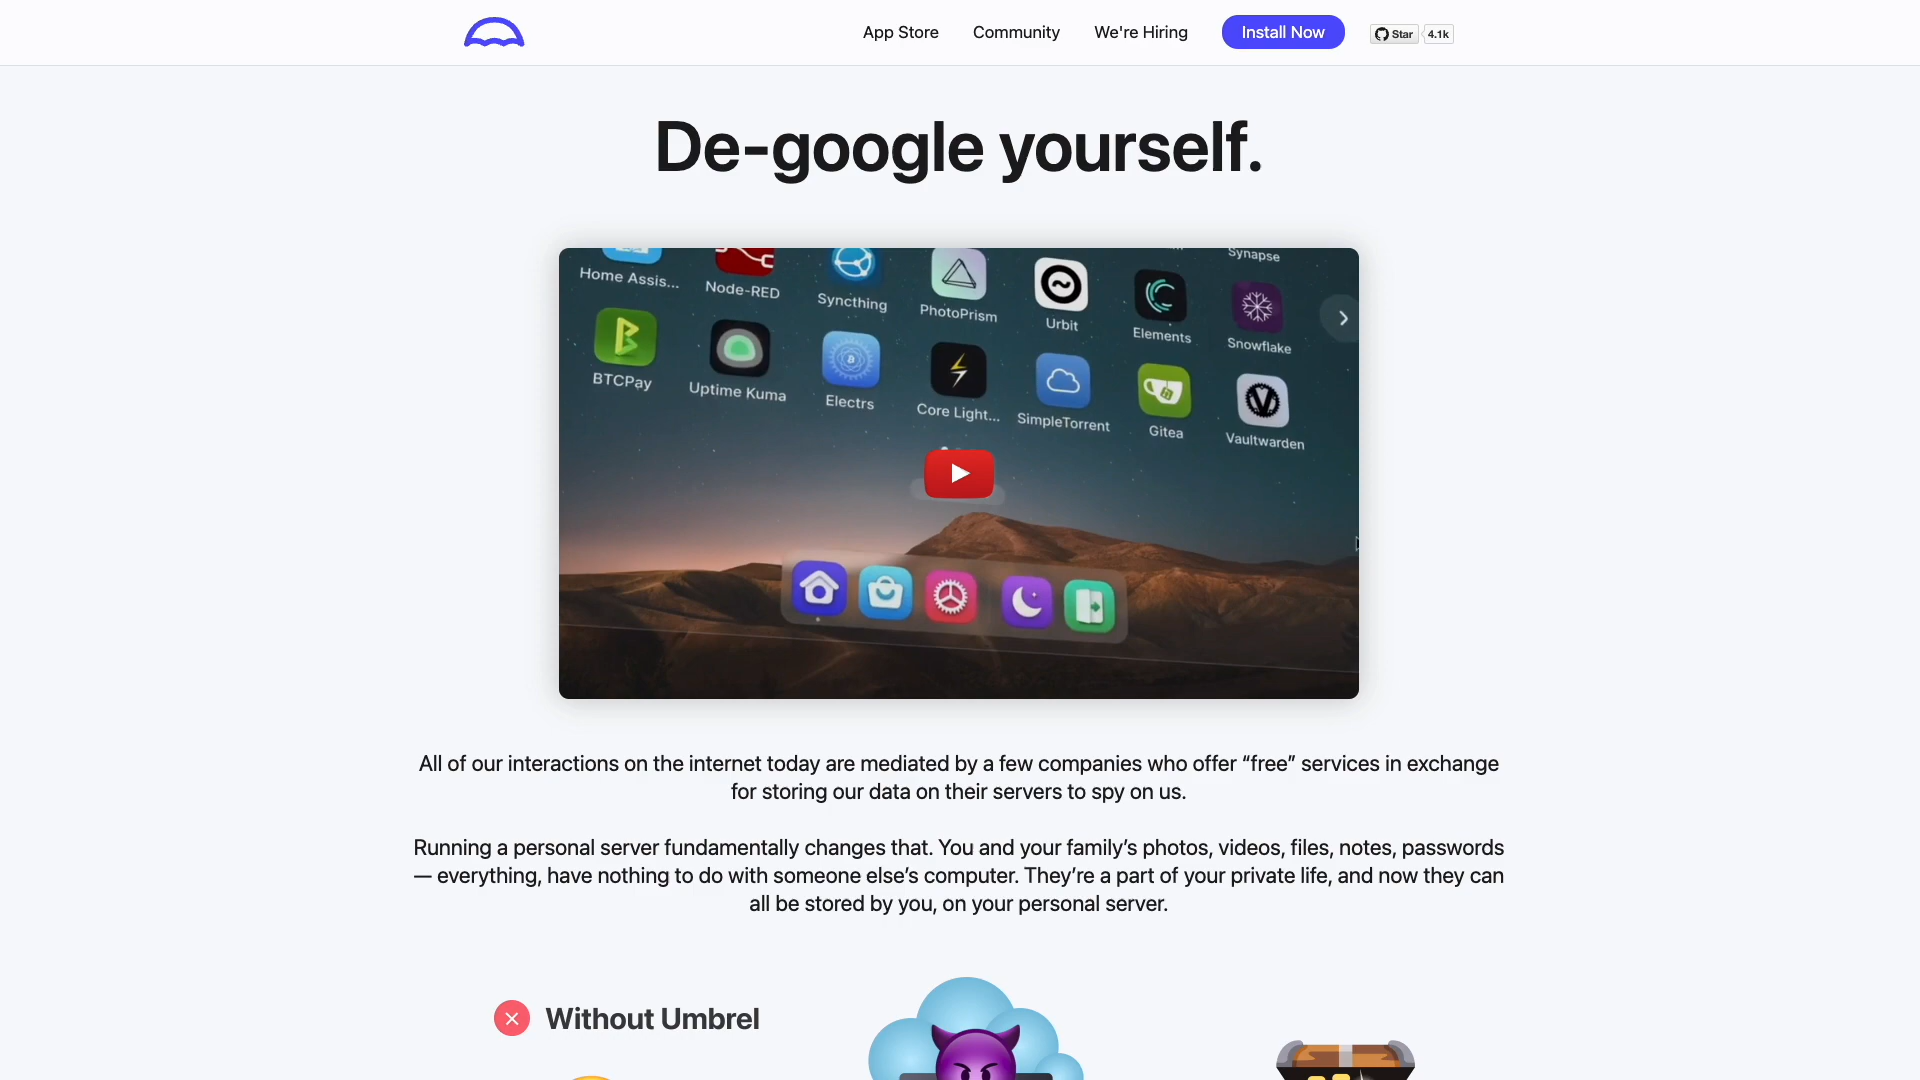 App Store Community We're Hiring Install Now Star 4.1k
De-google yourself.
Synapse
Home Assis... Node-RED Syncthing PhotoPrism Urbit Elements Snowflake
BTCPay Uptime Kuma Electrs Core Light... SimpleTorrent Gitea Vaultwarden
All of our interactions on the internet today are mediated by a few companies who offer “free” services in exchange
for storing our data on their servers to spy on us.
Running a personal server fundamentally changes that. You and your family’s photos, videos, files, notes, passwords
— everything, have nothing to do with someone else’s computer. They’re a part of your private life, and now they can
all be stored by you, on your personal server.
Without Umbrel